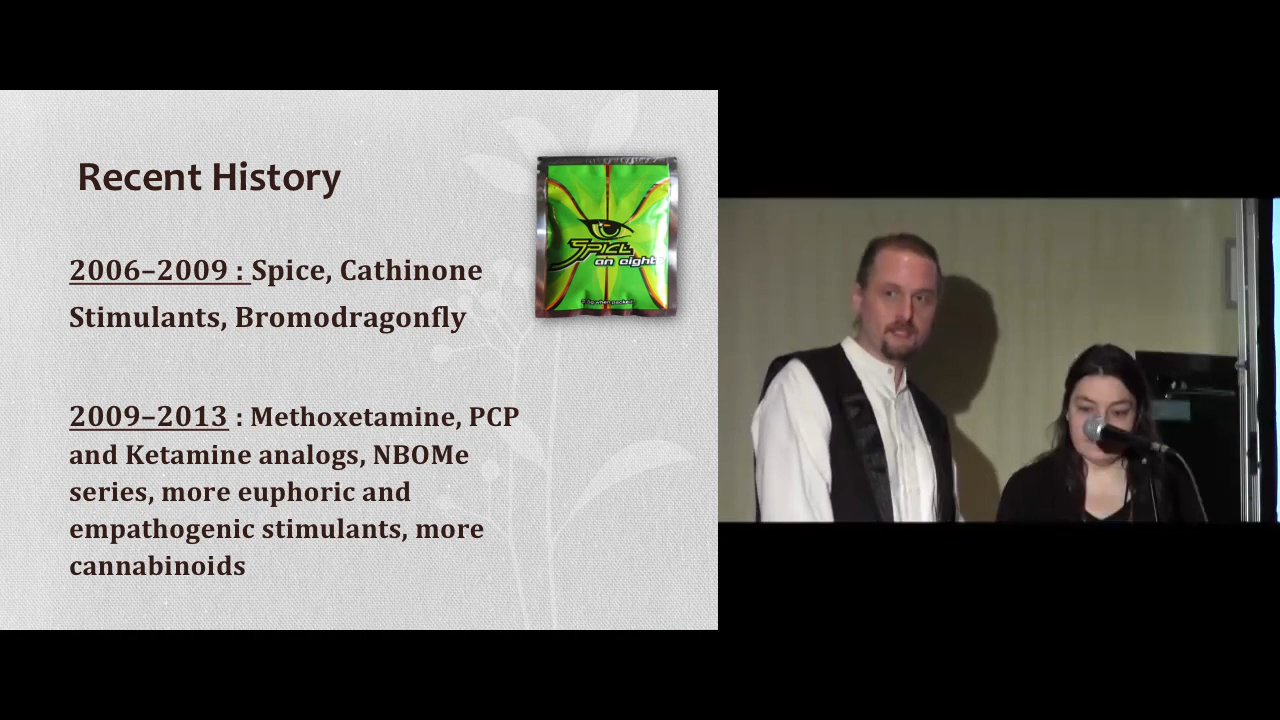 Recent History
2006–2009 : Spice, Cathinone
Stimulants, Bromodragonfly
2009–2013 : Methoxetamine, PCP
and Ketamine analogs, NBOMe
series, more euphoric and
empathogenic stimulants, more
cannabinoids
SPICE
an eighth